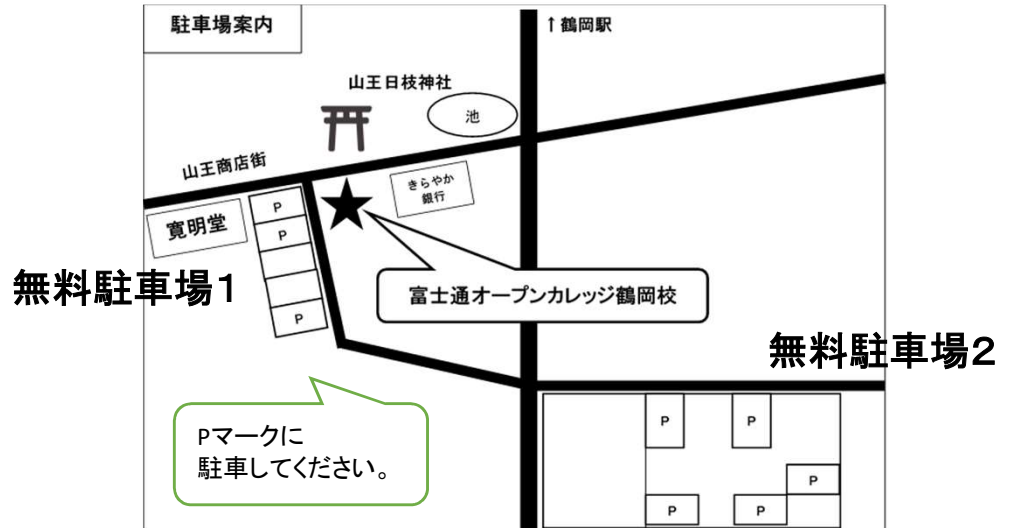 駐車場案内
↑鶴岡駅
山王日枝神社
池
山王商店街
きらやか
銀行
寛明堂
P
P
P
無料駐車場1
富士通オープンカレッジ鶴岡校
無料駐車場2
Pマークに
駐車してください。
P
P
P
P
P